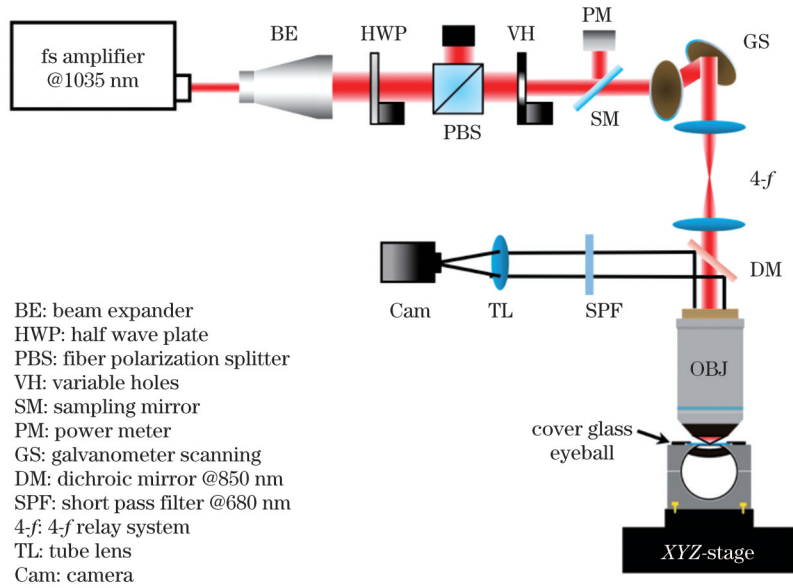 fs amplifier
@1035 nm
BE
HWP
PBS
VH
PM
SM
GS
4-f
DM
Cam
TL
SPF
OBJ
cover glass
eyeball
XYZ-stage
BE: beam expander
HWP: half wave plate
PBS: fiber polarization splitter
VH: variable holes
SM: sampling mirror
PM: power meter
GS: galvanometer scanning
DM: dichroic mirror @850 nm
SPF: short pass filter @680 nm
4-f: 4-f relay system
TL: tube lens
Cam: camera